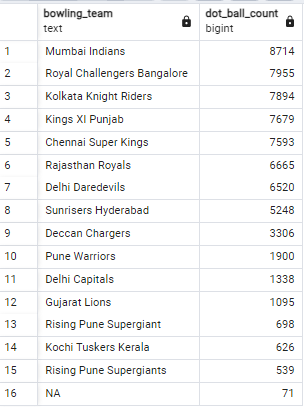 bowling_team dot_ball_count
text bigint
1 Mumbai Indians 8714
2 Royal Challengers Bangalore 7955
3 Kolkata Knight Riders 7894
4 Kings XI Punjab 7679
5 Chennai Super Kings 7593
6 Rajasthan Royals 6665
7 Delhi Daredevils 6520
8 Sunrisers Hyderabad 5248
9 Deccan Chargers 3306
10 Pune Warriors 1900
11 Delhi Capitals 1338
12 Gujarat Lions 1095
13 Rising Pune Supergiant 698
14 Kochi Tuskers Kerala 626
15 Rising Pune Supergiants 539
16 NA 71